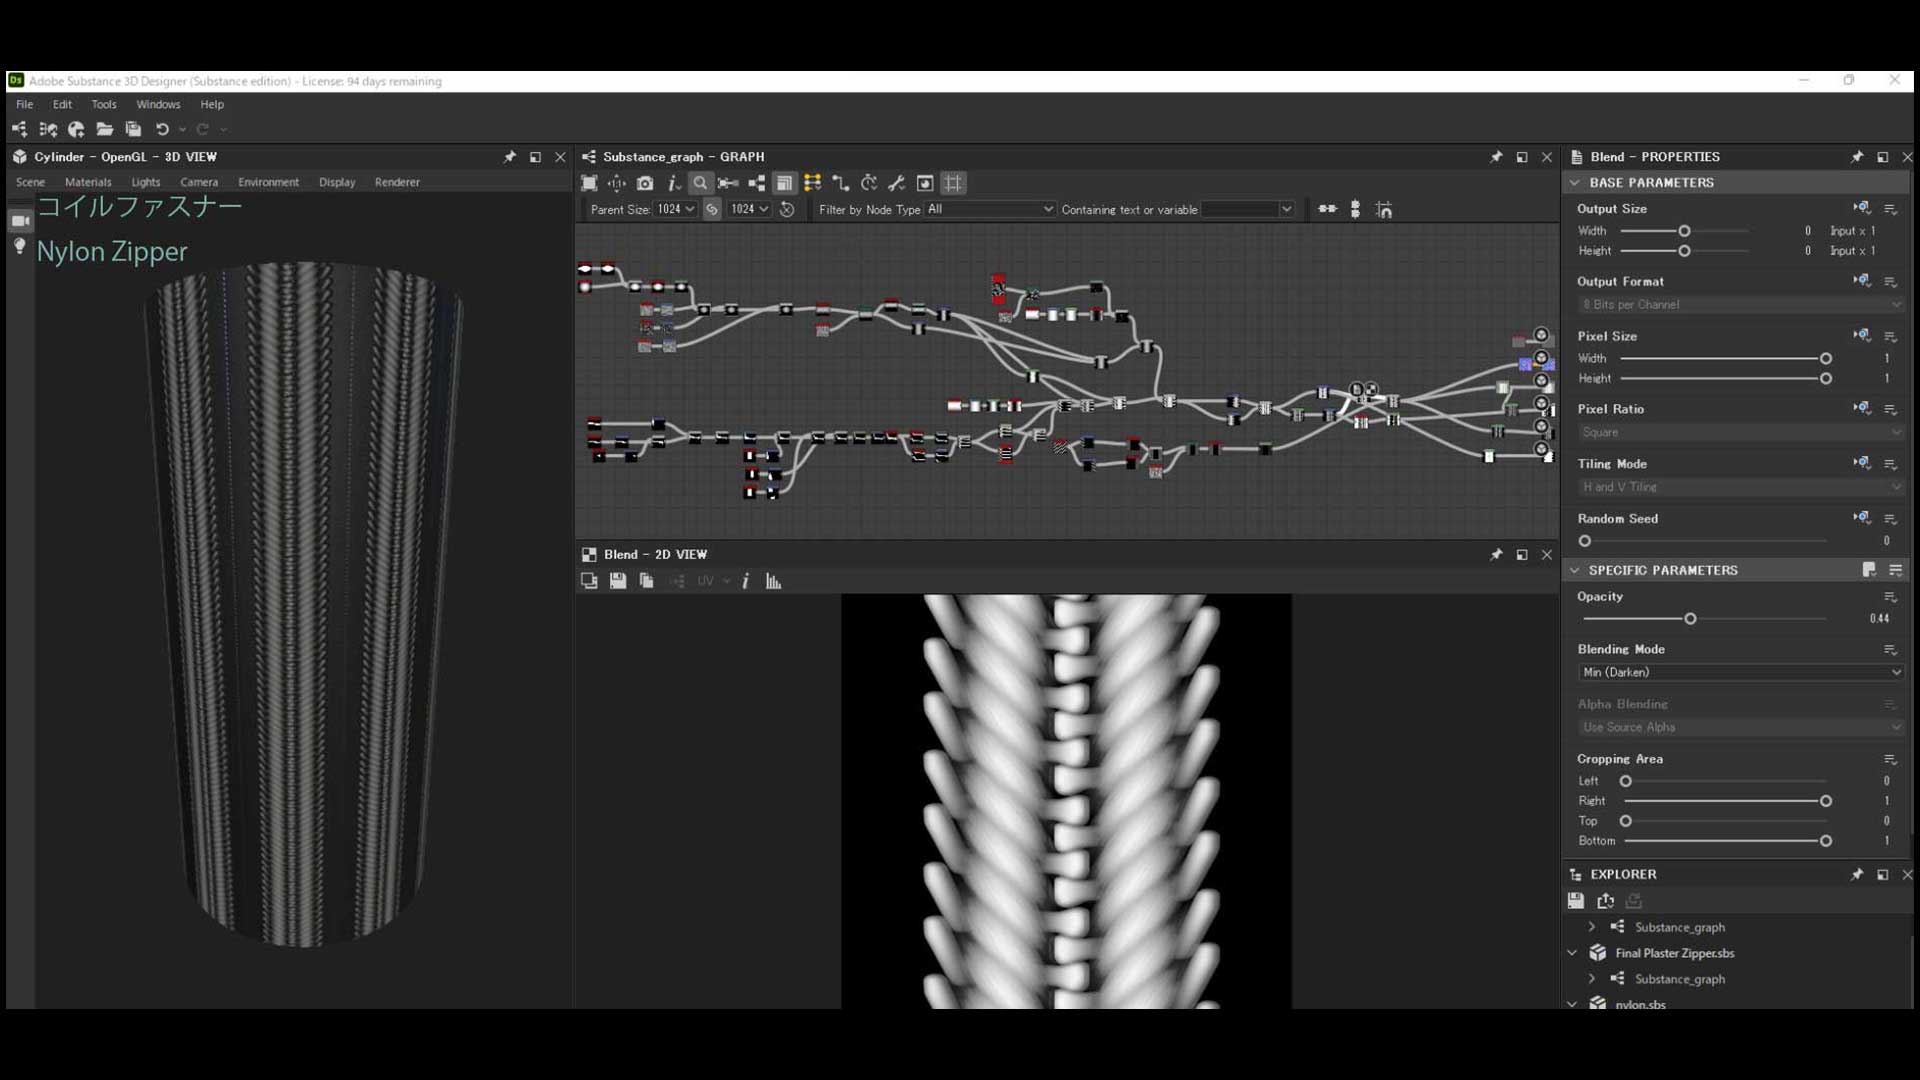 Adobe Substance 3D Designer (Substance edition) - License: 94 days remaining
File Edit Tools Windows Help
Cylinder - OpenGL - 3D VIEW
Scene Materials Lights Camera Environment Display Renderer
コイルファスナー
Nylon Zipper
Substance_graph - GRAPH
Parent Size: 1024 1024 Filter by Node Type All Containing text or variable
Blend - 2D VIEW
UV
Blend - PROPERTIES
BASE PARAMETERS
Output Size
Width 0 Input x 1
Height 0 Input x 1
Output Format
8 Bits per Channel
Pixel Size
Width 1
Height 1
Pixel Ratio
Square
Tiling Mode
H and V Tiling
Random Seed
0
SPECIFIC PARAMETERS
Opacity
0.44
Blending Mode
Min (Darken)
Alpha Blending
Use Source Alpha
Cropping Area
Left 0
Right 1
Top 0
Bottom 1
EXPLORER
Substance_graph
Final Plaster Zipper.sbs
Substance_graph
nylon.sbs